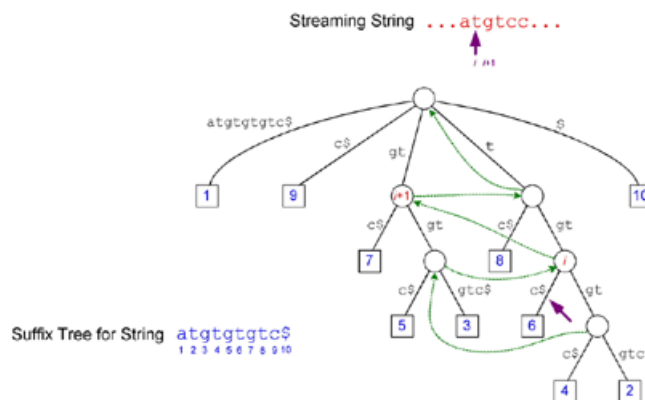 Streaming String ...atgtcc...
i i+1
atgtgtgtc$
c$
gt
t
$
1
9
i+1
10
c$
gt
c$
gt
7
8
i
c$
gtc$
c$
gt
5
3
6
Suffix Tree for String atgtgtgtc$
1 2 3 4 5 6 7 8 9 10
c$
gtc
4
2